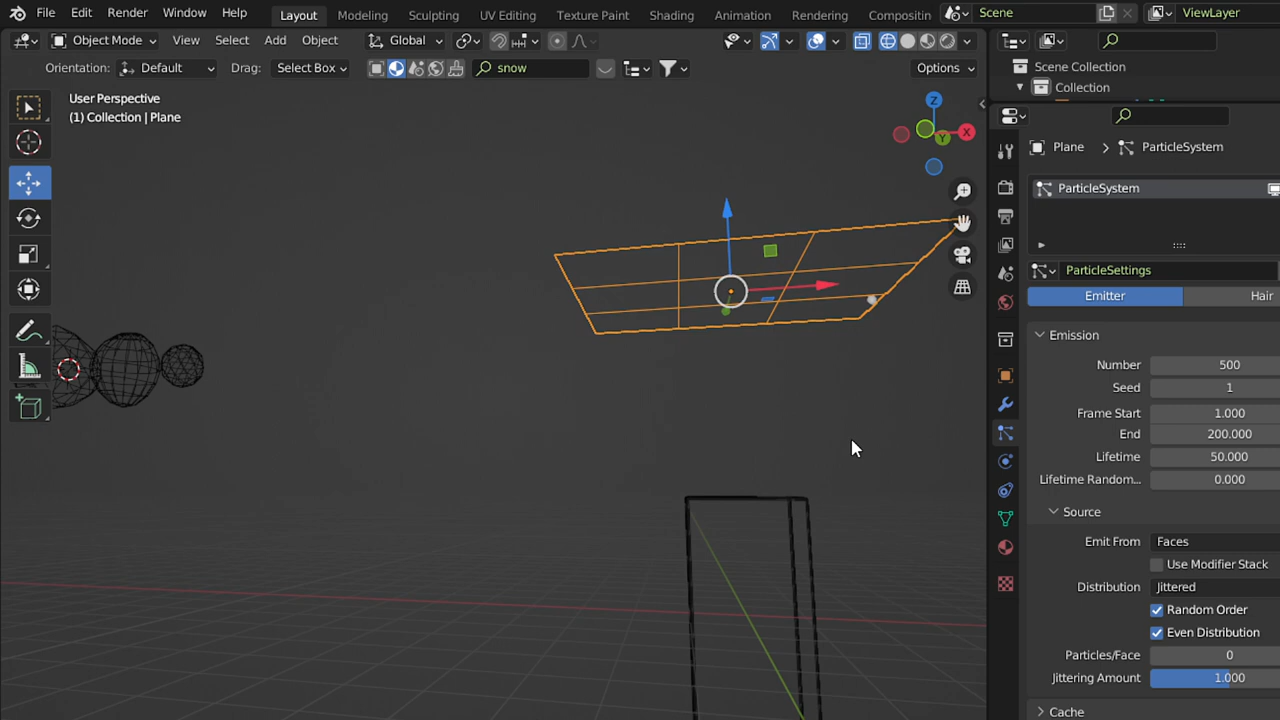 File Edit Render Window Help Layout Modeling Sculpting UV Editing Texture Paint Shading Animation Rendering Compositin Scene ViewLayer
Object Mode View Select Add Object Global
Orientation: Default Drag: Select Box snow Options
User Perspective
(1) Collection | Plane
Z
X
Y
Scene Collection
Collection
Plane > ParticleSystem
ParticleSystem
ParticleSettings
Emitter Hair
Emission
Number 500
Seed 1
Frame Start 1.000
End 200.000
Lifetime 50.000
Lifetime Random... 0.000
Source
Emit From Faces
Use Modifier Stack
Distribution Jittered
Random Order
Even Distribution
Particles/Face 0
Jittering Amount 1.000
Cache